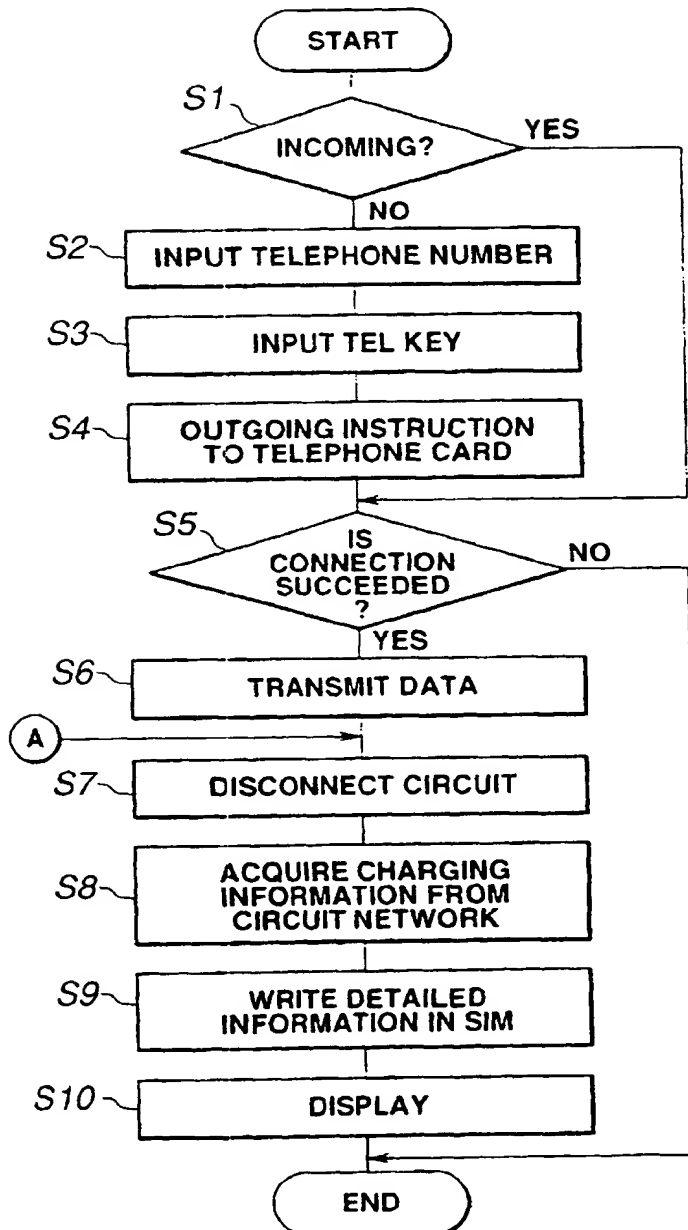 START
S1
INCOMING?
YES
NO
S2
INPUT TELEPHONE NUMBER
S3
INPUT TEL KEY
S4
OUTGOING INSTRUCTION
TO TELEPHONE CARD
S5
IS
CONNECTION
SUCCEEDED
?
NO
YES
S6
TRANSMIT DATA
A
S7
DISCONNECT CIRCUIT
S8
ACQUIRE CHARGING
INFORMATION FROM
CIRCUIT NETWORK
S9
WRITE DETAILED
INFORMATION IN SIM
S10
DISPLAY
END